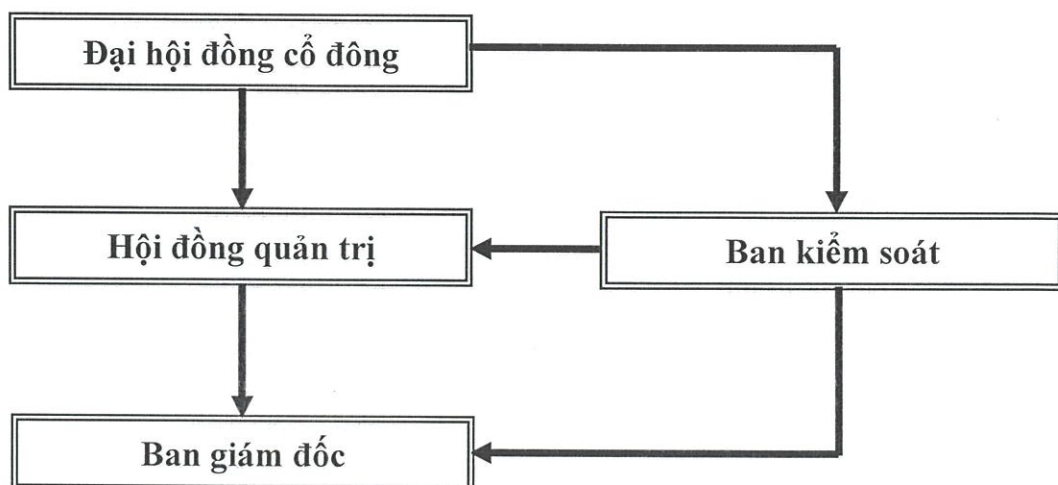 Đại hội đồng cổ đông
Hội đồng quản trị
Ban kiểm soát
Ban giám đốc